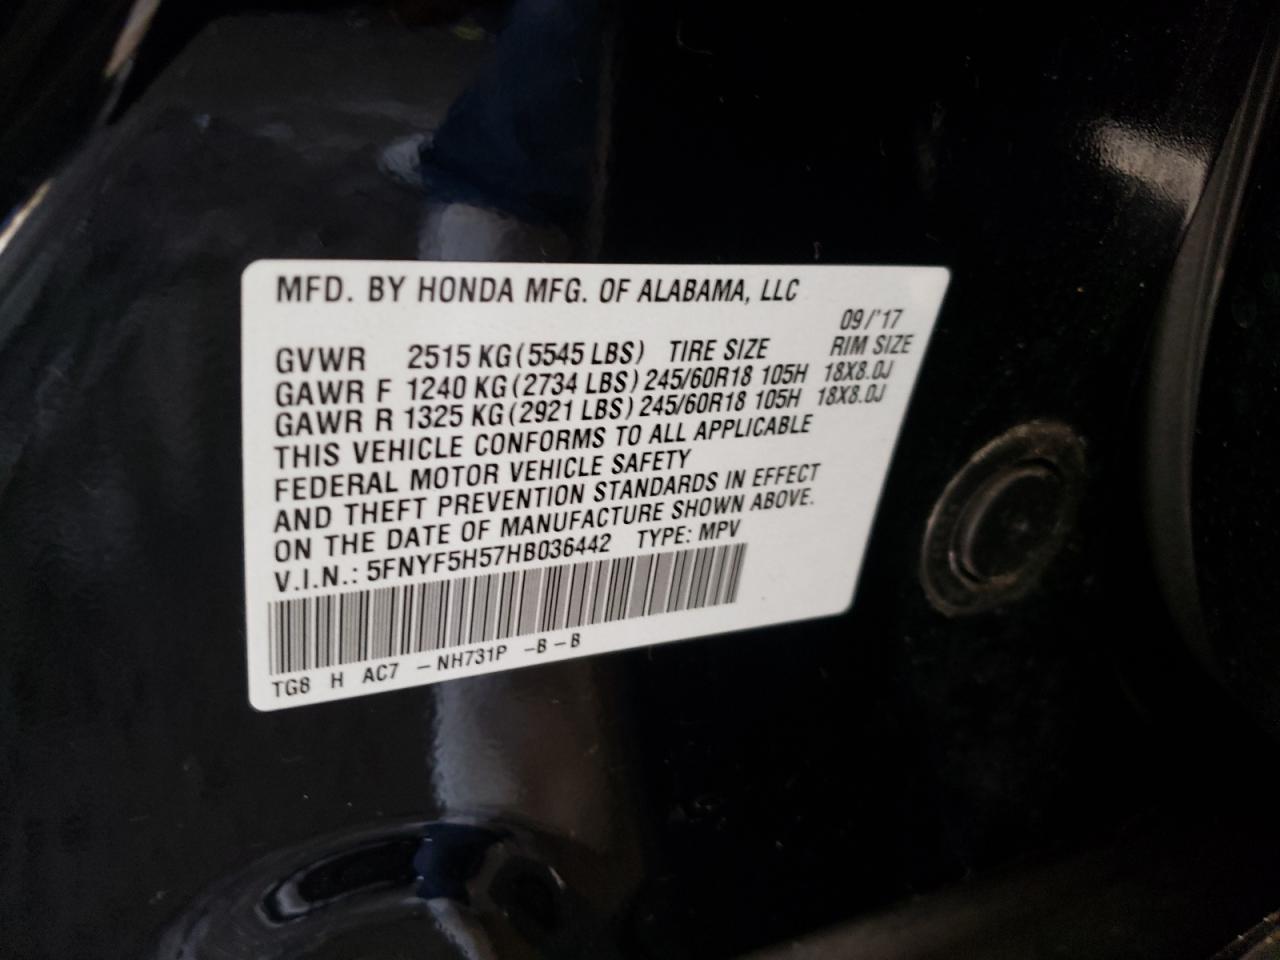 MFD. BY HONDA MFG. OF ALABAMA, LLC
09/'17
GVWR 2515 KG (5545 LBS) TIRE SIZE RIM SIZE
GAWR F 1240 KG (2734 LBS) 245/60R18 105H 18X8.0J
GAWR R 1325 KG (2921 LBS) 245/60R18 105H 18X8.0J
THIS VEHICLE CONFORMS TO ALL APPLICABLE
FEDERAL MOTOR VEHICLE SAFETY
AND THEFT PREVENTION STANDARDS IN EFFECT
ON THE DATE OF MANUFACTURE SHOWN ABOVE.
V.I.N.: 5FNYF5H57HB036442 TYPE: MPV
TG8 H AC7 -NH731P -B-B